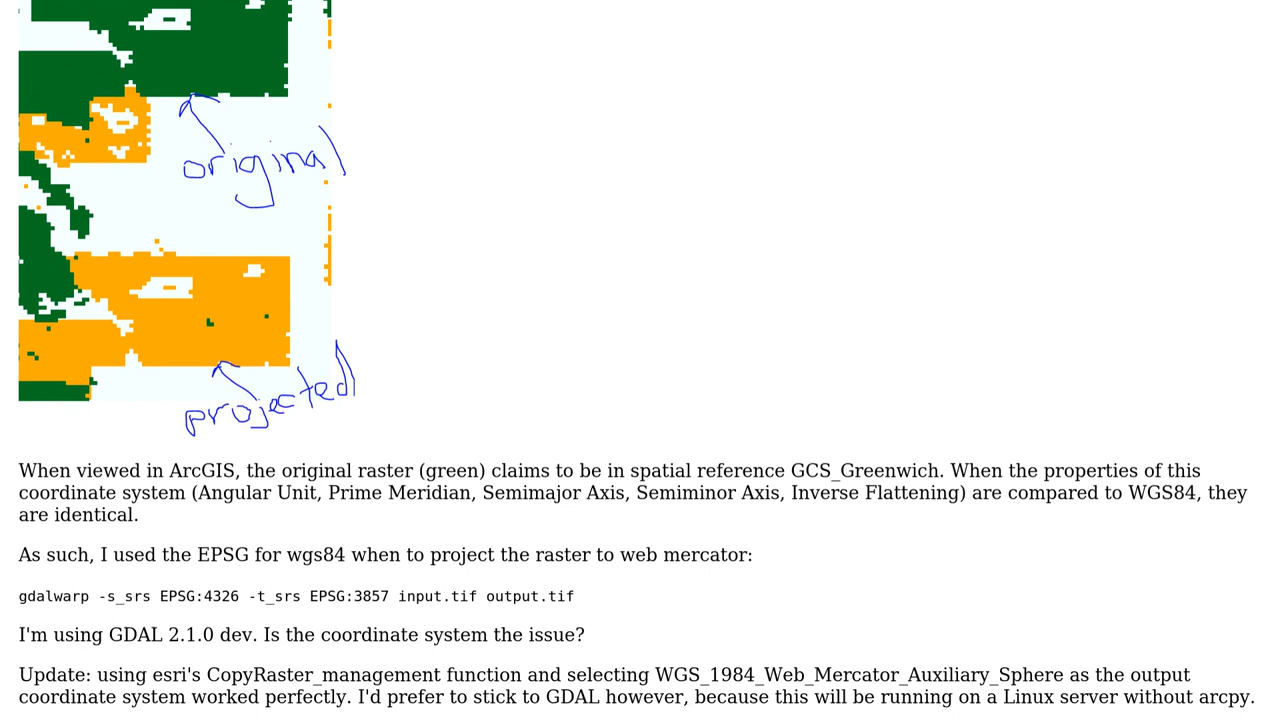 original
projected
When viewed in ArcGIS, the original raster (green) claims to be in spatial reference GCS_Greenwich. When the properties of this
coordinate system (Angular Unit, Prime Meridian, Semimajor Axis, Semiminor Axis, Inverse Flattening) are compared to WGS84, they
are identical.
As such, I used the EPSG for wgs84 when to project the raster to web mercator:
gdalwarp -s_srs EPSG:4326 -t_srs EPSG:3857 input.tif output.tif
I'm using GDAL 2.1.0 dev. Is the coordinate system the issue?
Update: using esri's CopyRaster_management function and selecting WGS_1984_Web_Mercator_Auxiliary_Sphere as the output
coordinate system worked perfectly. I'd prefer to stick to GDAL however, because this will be running on a Linux server without arcpy.